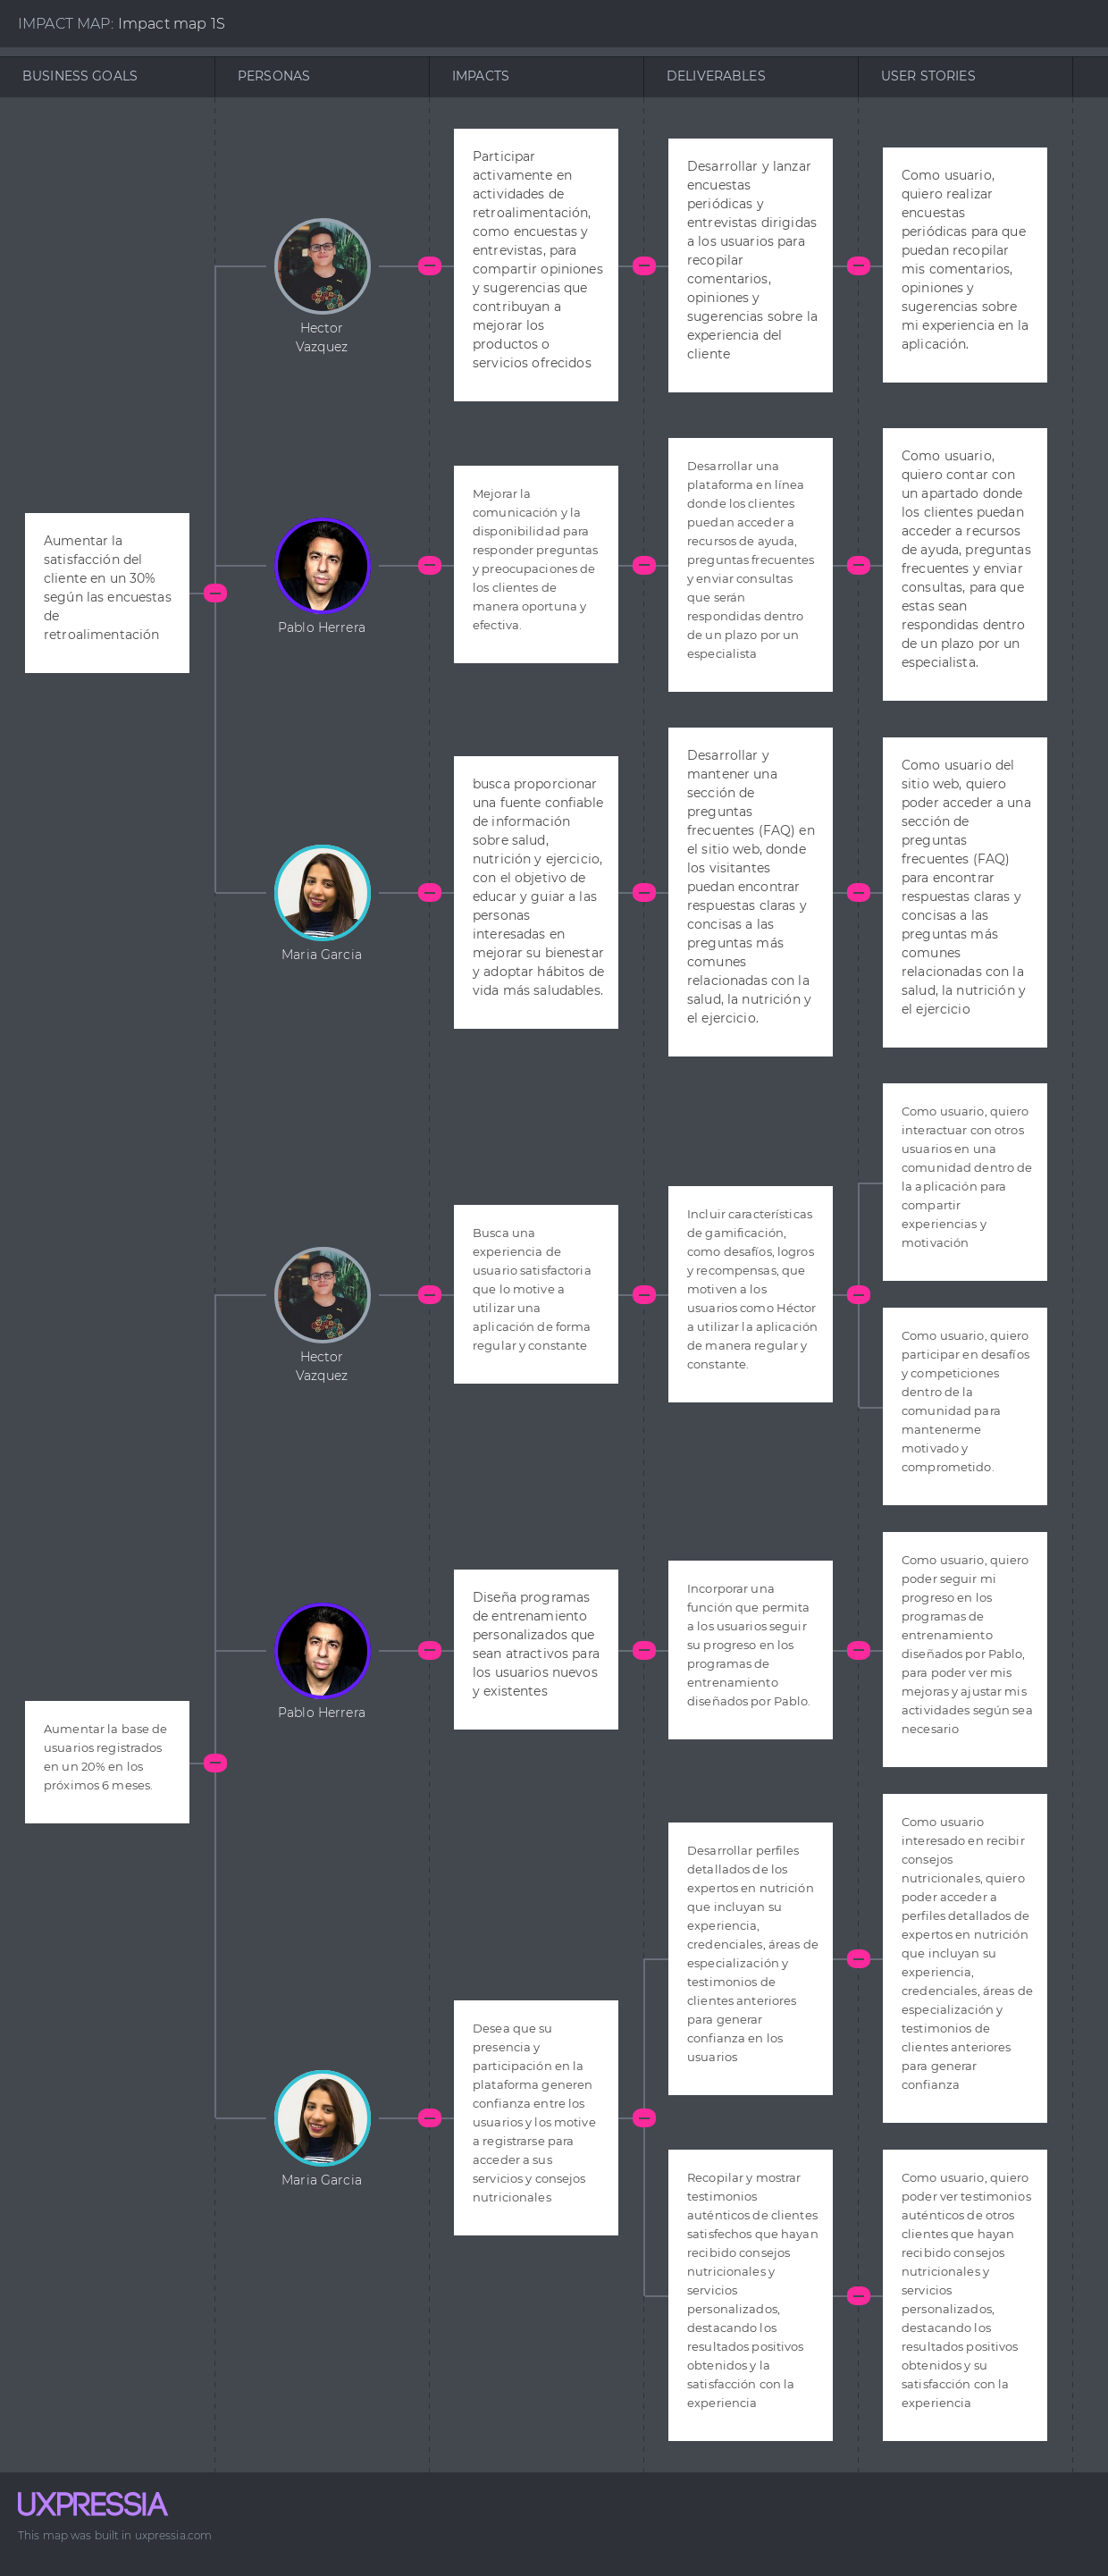 IMPACT MAP: Impact map 1S
BUSINESS GOALS
PERSONAS
IMPACTS
DELIVERABLES
USER STORIES
Aumentar la
satisfacción del
cliente en un 30%
según las encuestas
de
retroalimentación
Hector
Vazquez
Participar
activamente en
actividades de
retroalimentación,
como encuestas y
entrevistas, para
compartir opiniones
y sugerencias que
contribuyan a
mejorar los
productos o
servicios ofrecidos
Desarrollar y lanzar
encuestas
periódicas y
entrevistas dirigidas
a los usuarios para
recopilar
comentarios,
opiniones y
sugerencias sobre la
experiencia del
cliente
Como usuario,
quiero realizar
encuestas
periódicas para que
puedan recopilar
mis comentarios,
opiniones y
sugerencias sobre
mi experiencia en la
aplicación.
Pablo Herrera
Mejorar la
comunicación y la
disponibilidad para
responder preguntas
y preocupaciones de
los clientes de
manera oportuna y
efectiva.
Desarrollar una
plataforma en línea
donde los clientes
puedan acceder a
recursos de ayuda,
preguntas frecuentes
y enviar consultas
que serán
respondidas dentro
de un plazo por un
especialista
Como usuario,
quiero contar con
un apartado donde
los clientes puedan
acceder a recursos
de ayuda, preguntas
frecuentes y enviar
consultas, para que
estas sean
respondidas dentro
de un plazo por un
especialista.
Maria Garcia
busca proporcionar
una fuente confiable
de información
sobre salud,
nutrición y ejercicio,
con el objetivo de
educar y guiar a las
personas
interesadas en
mejorar su bienestar
y adoptar hábitos de
vida más saludables.
Desarrollar y
mantener una
sección de
preguntas
frecuentes (FAQ) en
el sitio web, donde
los visitantes
puedan encontrar
respuestas claras y
concisas a las
preguntas más
comunes
relacionadas con la
salud, la nutrición y
el ejercicio.
Como usuario del
sitio web, quiero
poder acceder a una
sección de
preguntas
frecuentes (FAQ)
para encontrar
respuestas claras y
concisas a las
preguntas más
comunes
relacionadas con la
salud, la nutrición y
el ejercicio
Aumentar la base de
usuarios registrados
en un 20% en los
próximos 6 meses.
Hector
Vazquez
Busca una
experiencia de
usuario satisfactoria
que lo motive a
utilizar una
aplicación de forma
regular y constante
Incluir características
de gamificación,
como desafíos, logros
y recompensas, que
motiven a los
usuarios como Héctor
a utilizar la aplicación
de manera regular y
constante.
Como usuario, quiero
interactuar con otros
usuarios en una
comunidad dentro de
la aplicación para
compartir
experiencias y
motivación
Como usuario, quiero
participar en desafíos
y competiciones
dentro de la
comunidad para
mantenerme
motivado y
comprometido.
Pablo Herrera
Diseña programas
de entrenamiento
personalizados que
sean atractivos para
los usuarios nuevos
y existentes
Incorporar una
función que permita
a los usuarios seguir
su progreso en los
programas de
entrenamiento
diseñados por Pablo.
Como usuario, quiero
poder seguir mi
progreso en los
programas de
entrenamiento
diseñados por Pablo,
para poder ver mis
mejoras y ajustar mis
actividades según sea
necesario
Maria Garcia
Desea que su
presencia y
participación en la
plataforma generen
confianza entre los
usuarios y los motive
a registrarse para
acceder a sus
servicios y consejos
nutricionales
Desarrollar perfiles
detallados de los
expertos en nutrición
que incluyan su
experiencia,
credenciales, áreas de
especialización y
testimonios de
clientes anteriores
para generar
confianza en los
usuarios
Como usuario
interesado en recibir
consejos
nutricionales, quiero
poder acceder a
perfiles detallados de
expertos en nutrición
que incluyan su
experiencia,
credenciales, áreas de
especialización y
testimonios de
clientes anteriores
para generar
confianza
Recopilar y mostrar
testimonios
auténticos de clientes
satisfechos que hayan
recibido consejos
nutricionales y
servicios
personalizados,
destacando los
resultados positivos
obtenidos y la
satisfacción con la
experiencia
Como usuario, quiero
poder ver testimonios
auténticos de otros
clientes que hayan
recibido consejos
nutricionales y
servicios
personalizados,
destacando los
resultados positivos
obtenidos y su
satisfacción con la
experiencia
UXPRESSIA
This map was built in uxpressia.com